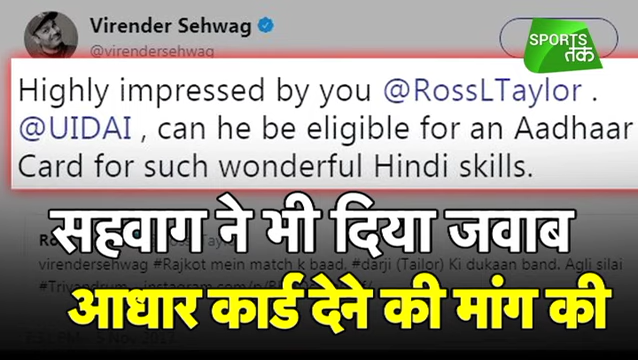 Virender Sehwag
@virendersehwag
SPORTS
तक
Highly impressed by you @RossLTaylor .
@UIDAI , can he be eligible for an Aadhaar
Card for such wonderful Hindi skills.
सहवाग ने भी दिया जवाब
virendersehwag #Rajkot mein match k baad, #darji (Tailor) Ki dukaan band. Agli silai
आधार कार्ड देने की मांग की